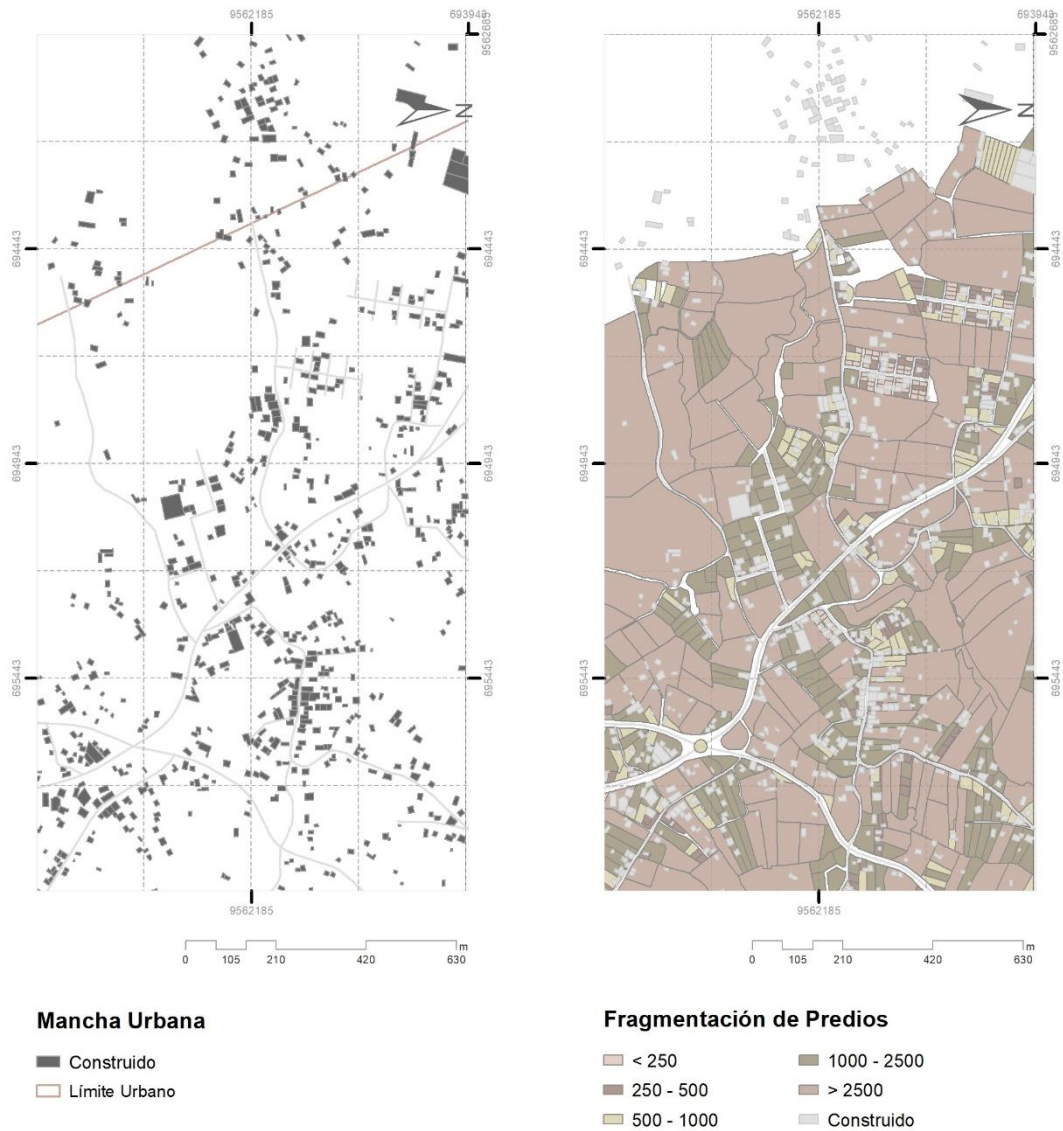 9562185
693943
9562685
N
694443
694443
694943
694943
695443
695443
9562185
0 105 210 420 630 m
Mancha Urbana
Construido
Límite Urbano
9562185
693943
9562685
N
694443
694443
694943
694943
695443
695443
9562185
0 105 210 420 630 m
Fragmentación de Predios
< 250
250 - 500
500 - 1000
1000 - 2500
> 2500
Construido